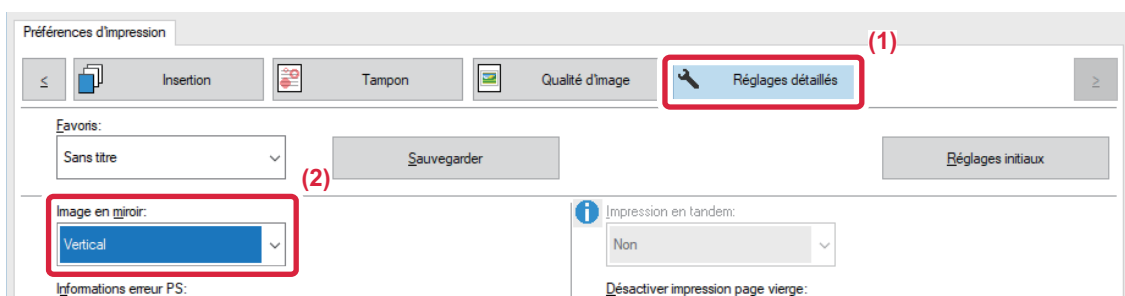 Préférences d'impression
(1)
<
Insertion
Tampon
Qualité d'image
Réglages détaillés
>
Favoris:
Sans titre
Sauvegarder
Réglages initiaux
(2)
Image en miroir:
Vertical
Impression en tandem:
Non
Informations erreur PS:
Désactiver impression page vierge: